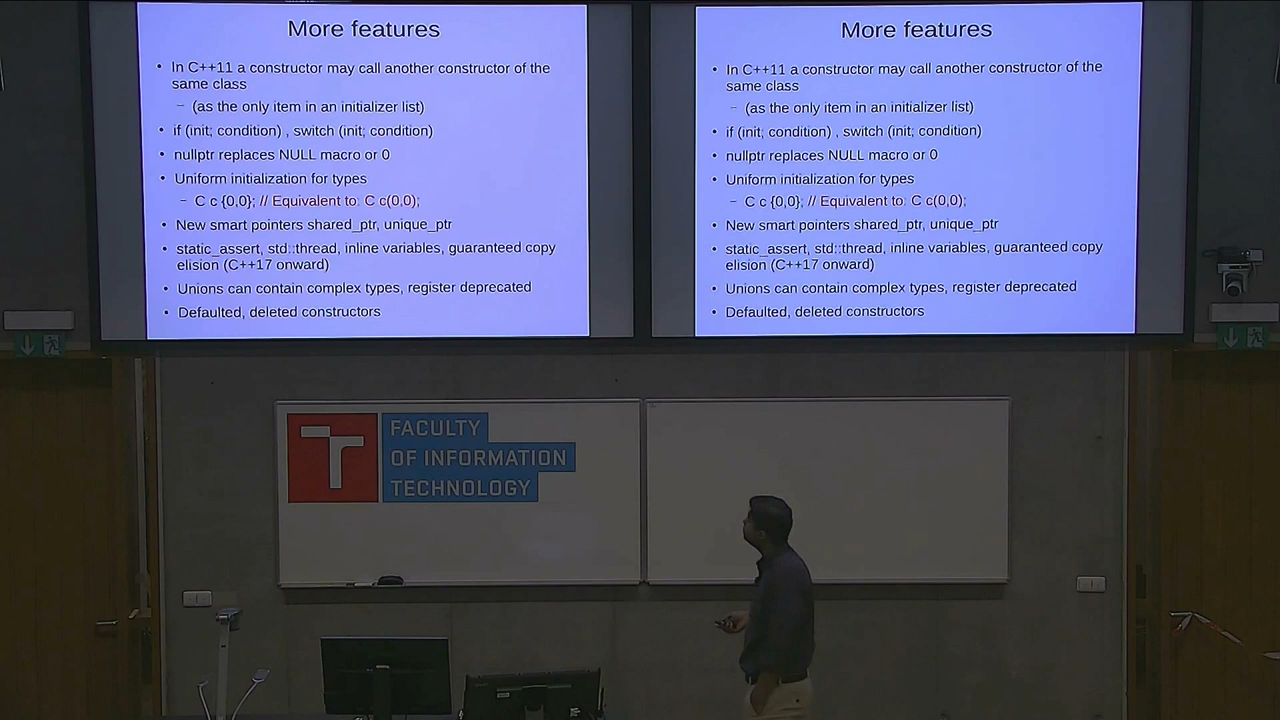 More features
• In C++11 a constructor may call another constructor of the
same class
– (as the only item in an initializer list)
• if (init; condition) , switch (init; condition)
• nullptr replaces NULL macro or 0
• Uniform initialization for types
– C c {0,0}; // Equivalent to: C c(0,0);
• New smart pointers shared_ptr, unique_ptr
• static_assert, std::thread, inline variables, guaranteed copy
elision (C++17 onward)
• Unions can contain complex types, register deprecated
• Defaulted, deleted constructors
More features
• In C++11 a constructor may call another constructor of the
same class
– (as the only item in an initializer list)
• if (init; condition) , switch (init; condition)
• nullptr replaces NULL macro or 0
• Uniform initialization for types
– C c {0,0}; // Equivalent to: C c(0,0);
• New smart pointers shared_ptr, unique_ptr
• static_assert, std::thread, inline variables, guaranteed copy
elision (C++17 onward)
• Unions can contain complex types, register deprecated
• Defaulted, deleted constructors
T FACULTY
OF INFORMATION
TECHNOLOGY